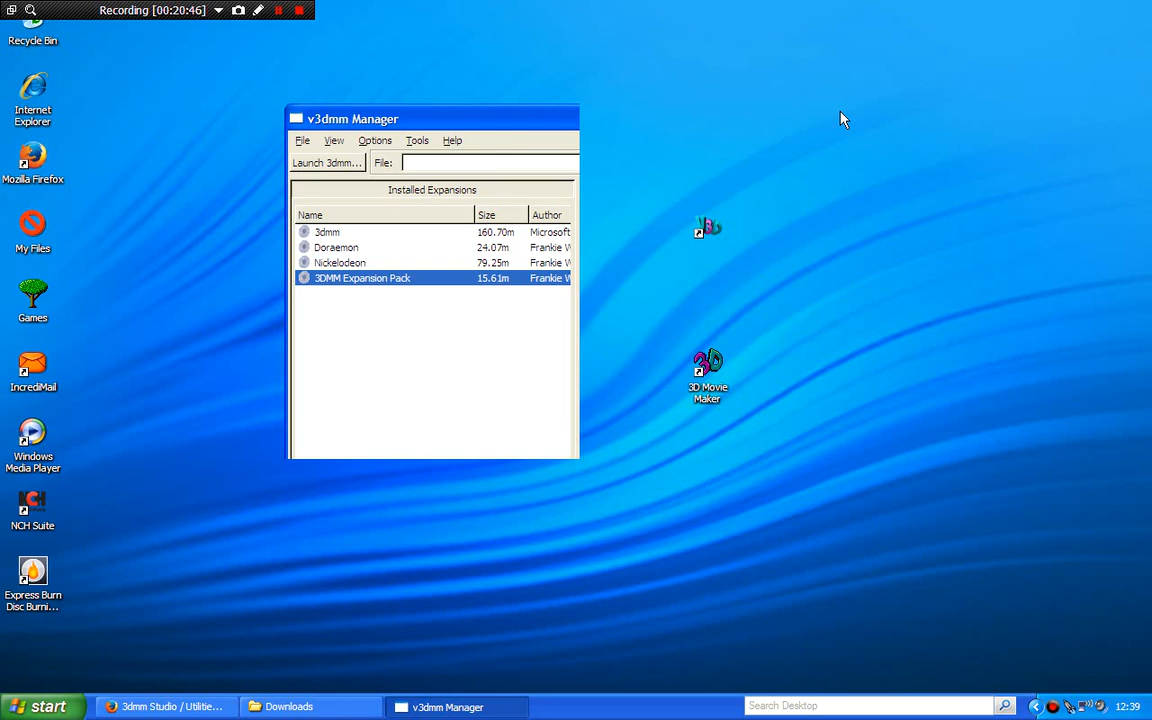 Recording [00:20:46]
Recycle Bin
Internet
Explorer
Mozilla Firefox
My Files
Games
IncrediMail
Windows
Media Player
NCH
NCH Suite
Express Burn
Disc Burni...
v3dmm Manager
File View Options Tools Help
Launch 3dmm... File:
Installed Expansions
Name Size Author
3dmm 160.70m Microsoft
Doraemon 24.07m Frankie W
Nickelodeon 79.25m Frankie W
3DMM Expansion Pack 15.61m Frankie W
3D
3D Movie
Maker
start
3dmm Studio / Utilitie...
Downloads
v3dmm Manager
Search Desktop
12:39